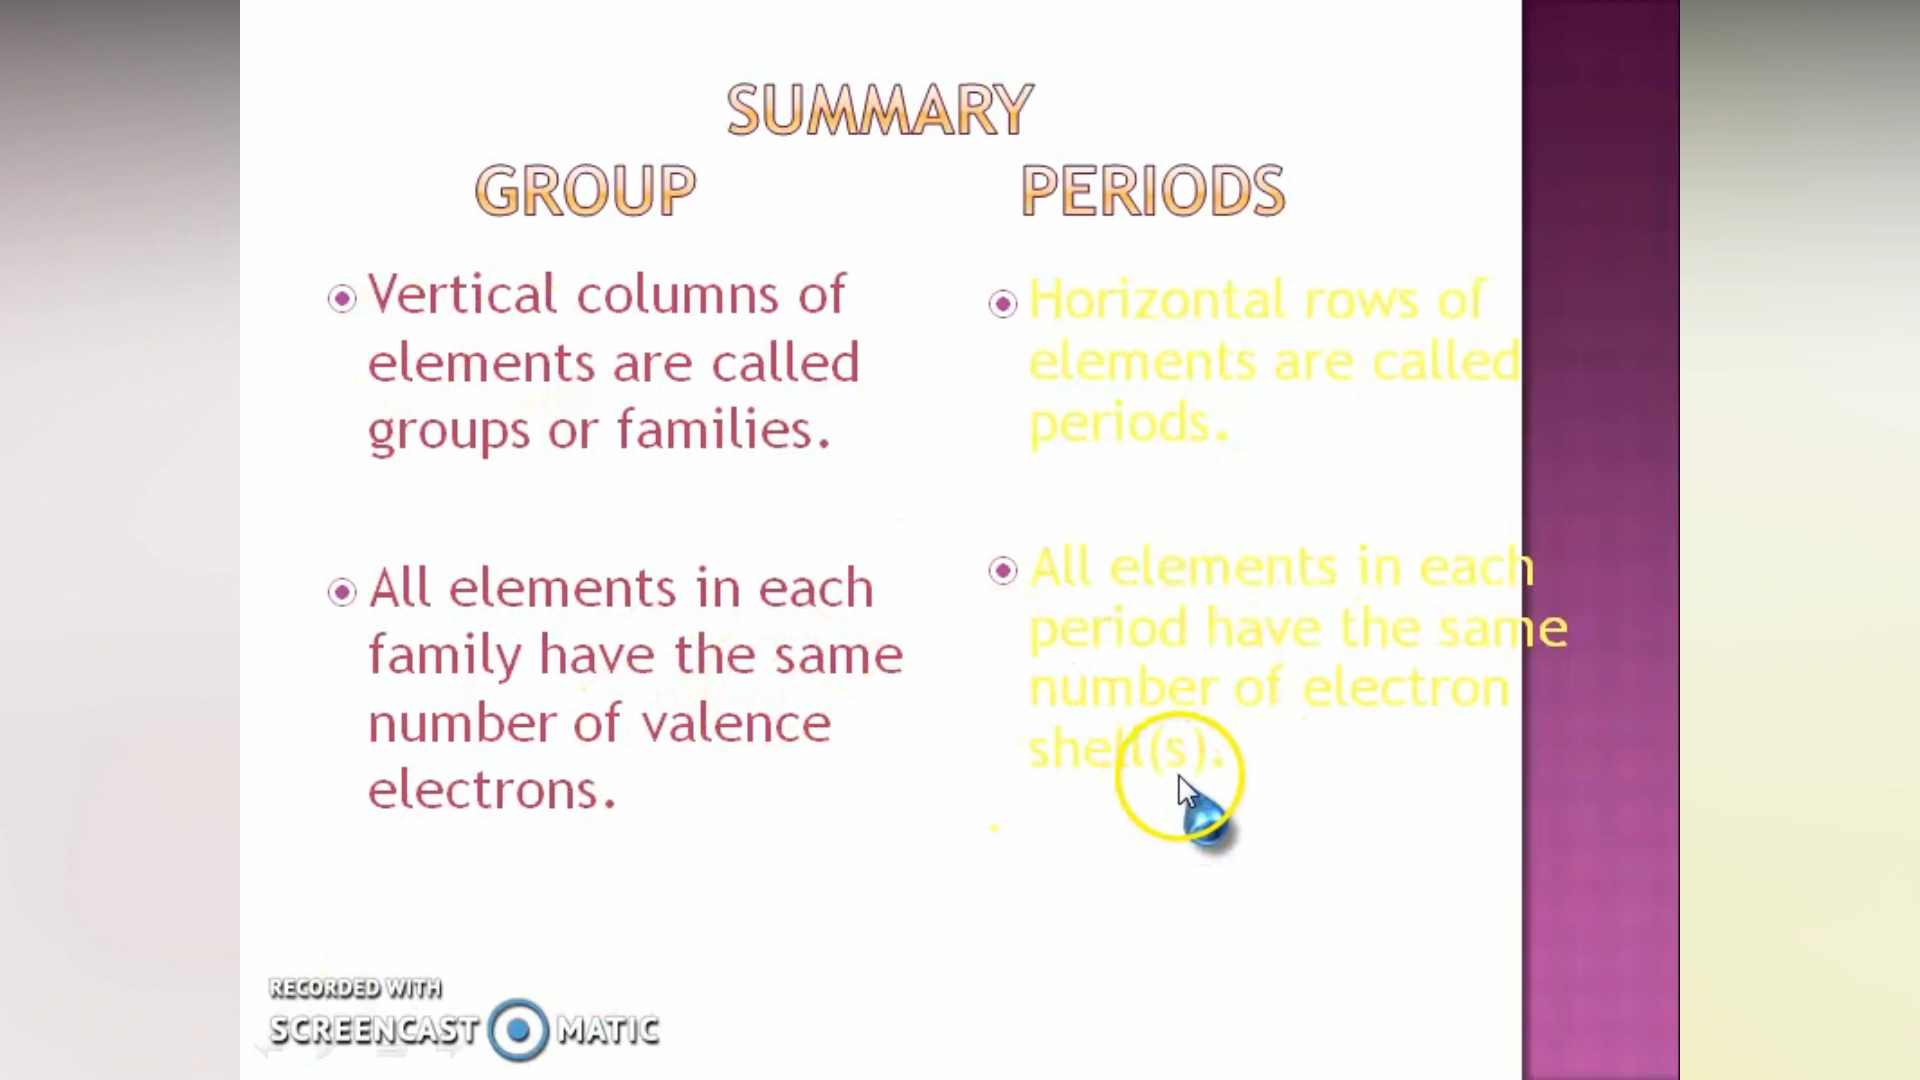 SUMMARY
GROUP PERIODS
Vertical columns of
elements are called
groups or families.
All elements in each
family have the same
number of valence
electrons.
Horizontal rows of
elements are called
periods.
All elements in each
period have the same
number of electron
shell(s).
RECORDED WITH
SCREENCAST MATIC